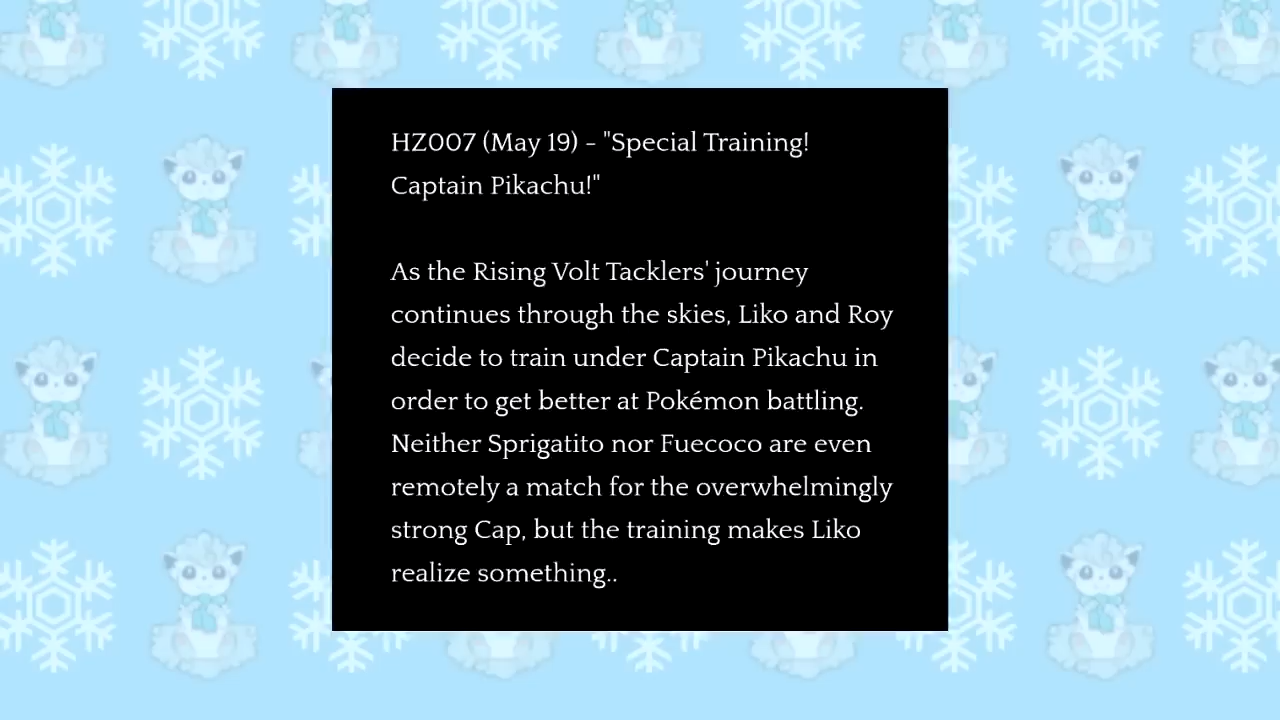 HZ007 (May 19) - "Special Training!
Captain Pikachu!"
As the Rising Volt Tacklers' journey
continues through the skies, Liko and Roy
decide to train under Captain Pikachu in
order to get better at Pokémon battling.
Neither Sprigatito nor Fuecoco are even
remotely a match for the overwhelmingly
strong Cap, but the training makes Liko
realize something..